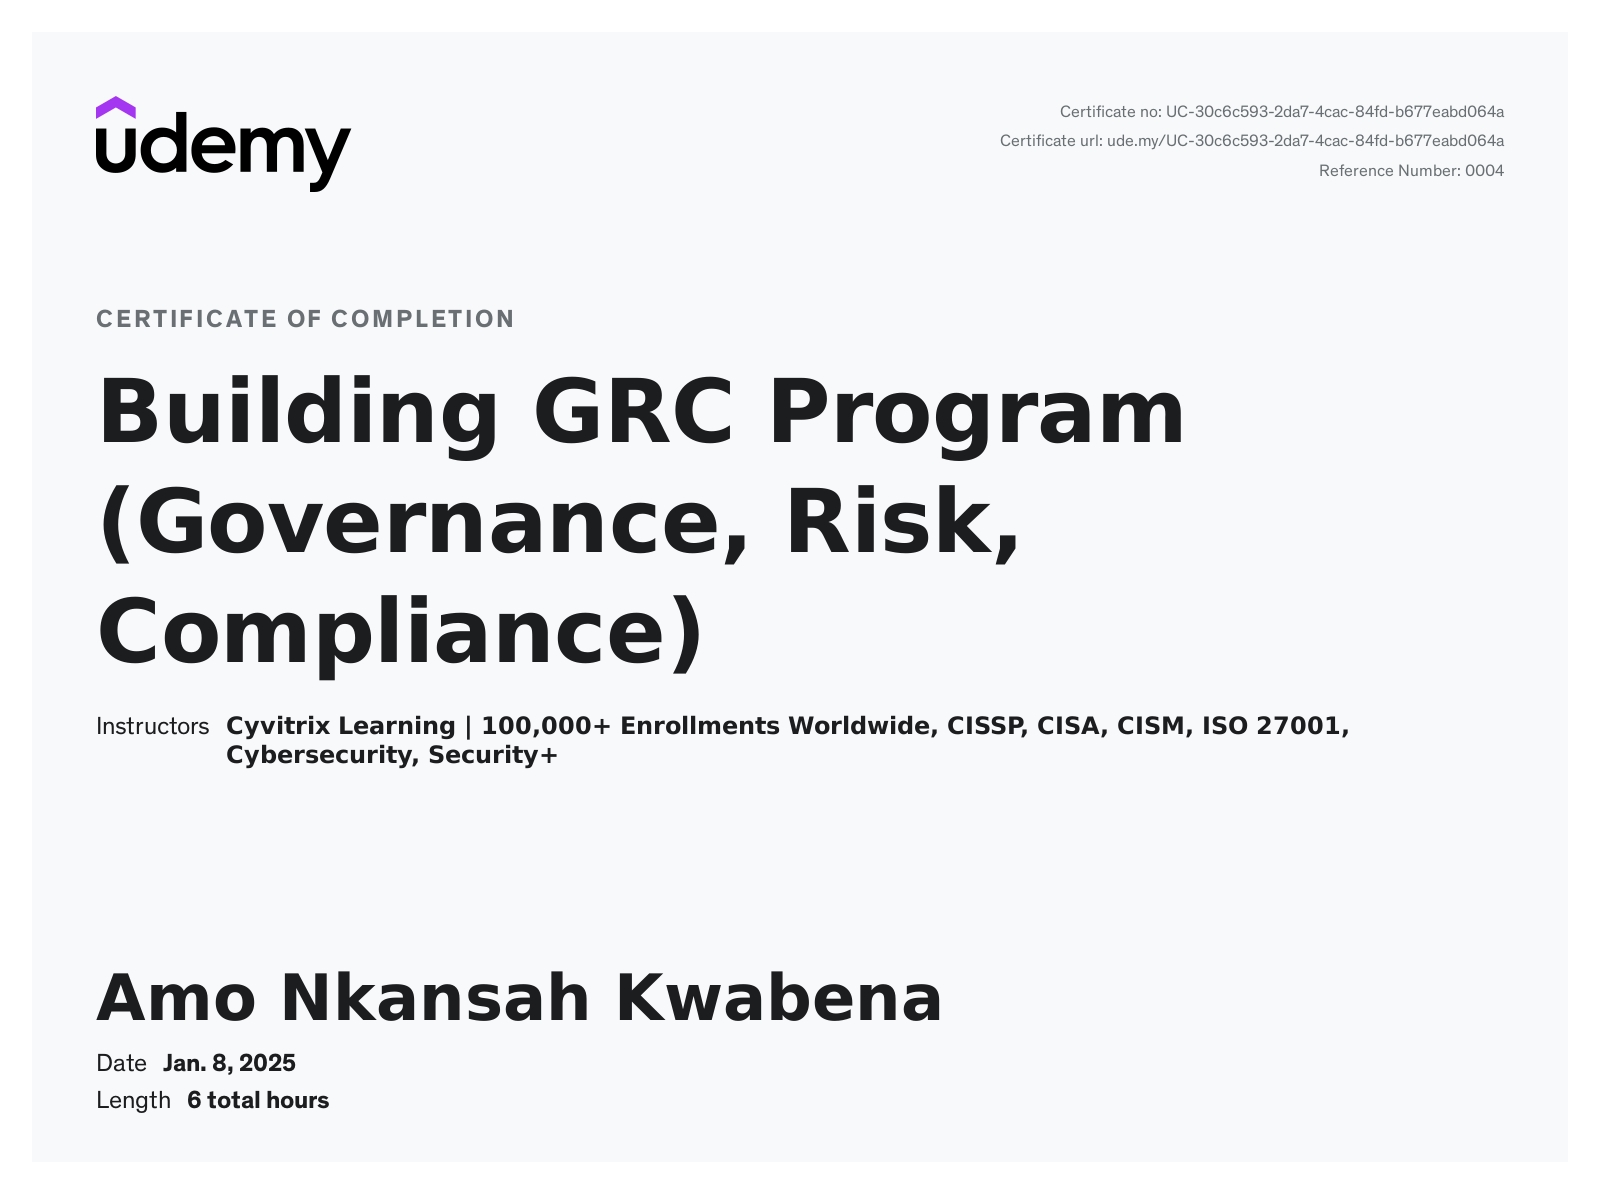 udemy
Certificate no: UC-30c6c593-2da7-4cac-84fd-b677eabd064a
Certificate url: ude.my/UC-30c6c593-2da7-4cac-84fd-b677eabd064a
Reference Number: 0004
CERTIFICATE OF COMPLETION
Building GRC Program
(Governance, Risk,
Compliance)
Instructors Cyvitrix Learning | 100,000+ Enrollments Worldwide, CISSP, CISA, CISM, ISO 27001,
Cybersecurity, Security+
Amo Nkansah Kwabena
Date Jan. 8, 2025
Length 6 total hours